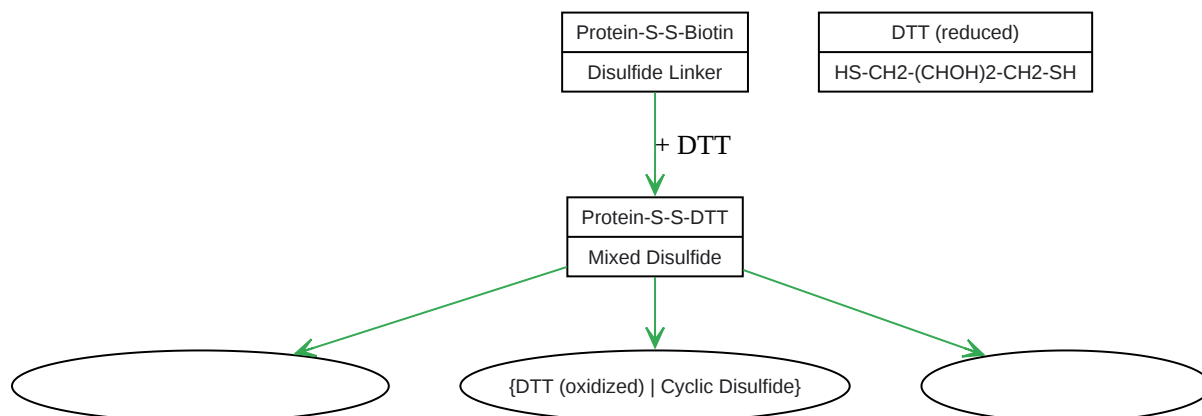 Protein-S-S-Biotin
Disulfide Linker
DTT (reduced)
HS-CH2-(CHOH)2-CH2-SH
+ DTT
Protein-S-S-DTT
Mixed Disulfide
{DTT (oxidized) | Cyclic Disulfide}